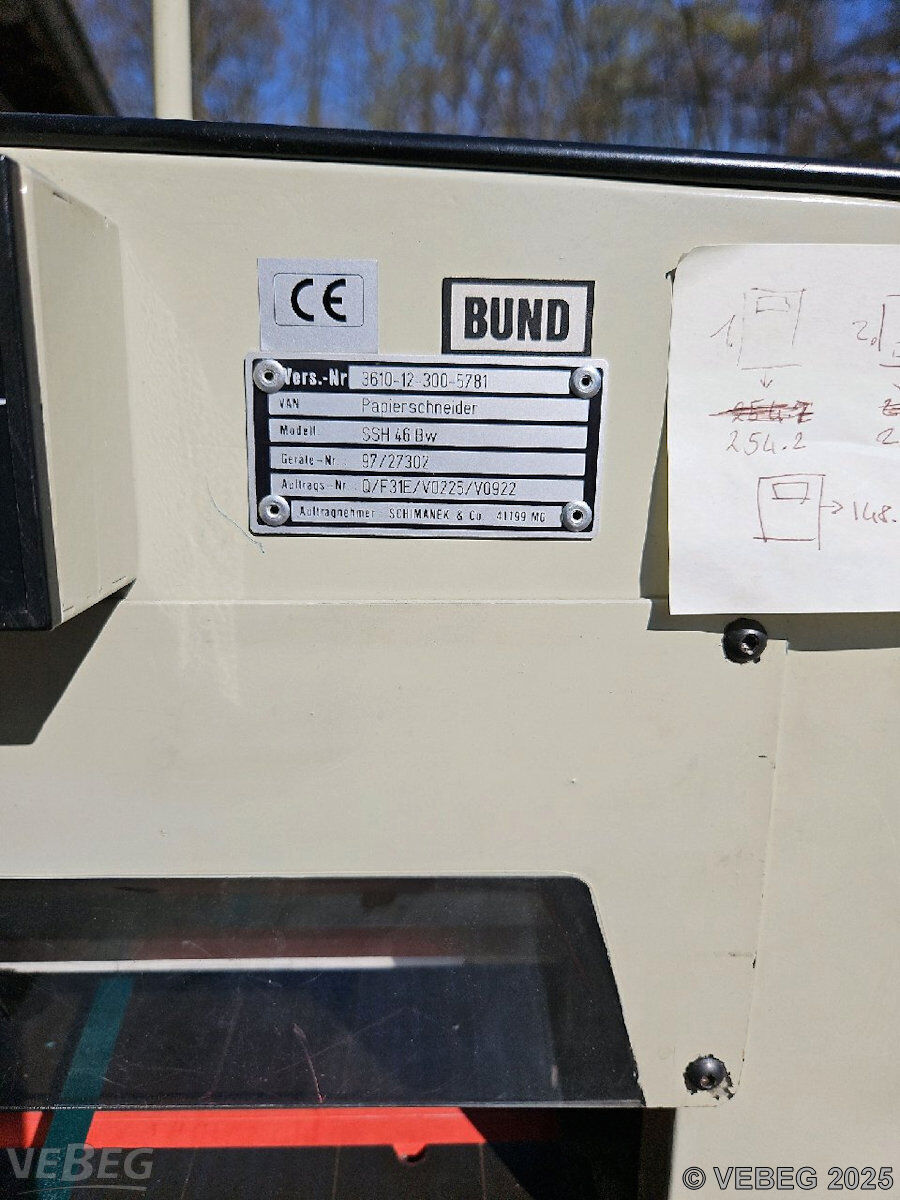 CE
BUND
Vers.-Nr 3610-12-300-5781
VAN Papierschneider
Modell: SSH 46 Bw
Geräte-Nr.: 97/27302
Auftrags-Nr.: Q/F31E/V0225/V0922
Auftragnehmer: SCHIMANEK & Co. 41199 MG
1)
2)
254.2
148.
VEBEG
© VEBEG 2025